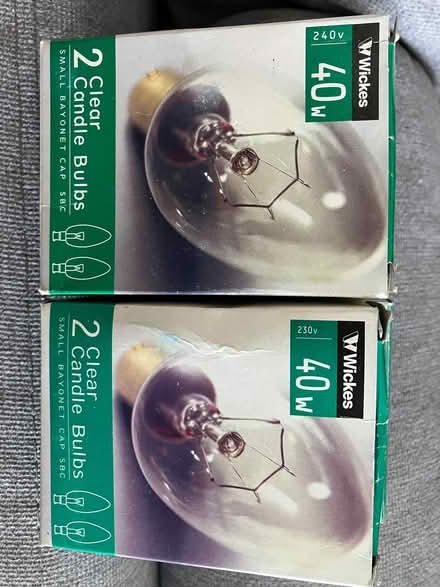 240v
40w
Wickes
2 Clear
Candle Bulbs
SMALL BAYONET CAP SBC
230v
40w
Wickes
2 Clear
Candle Bulbs
SMALL BAYONET CAP SBC